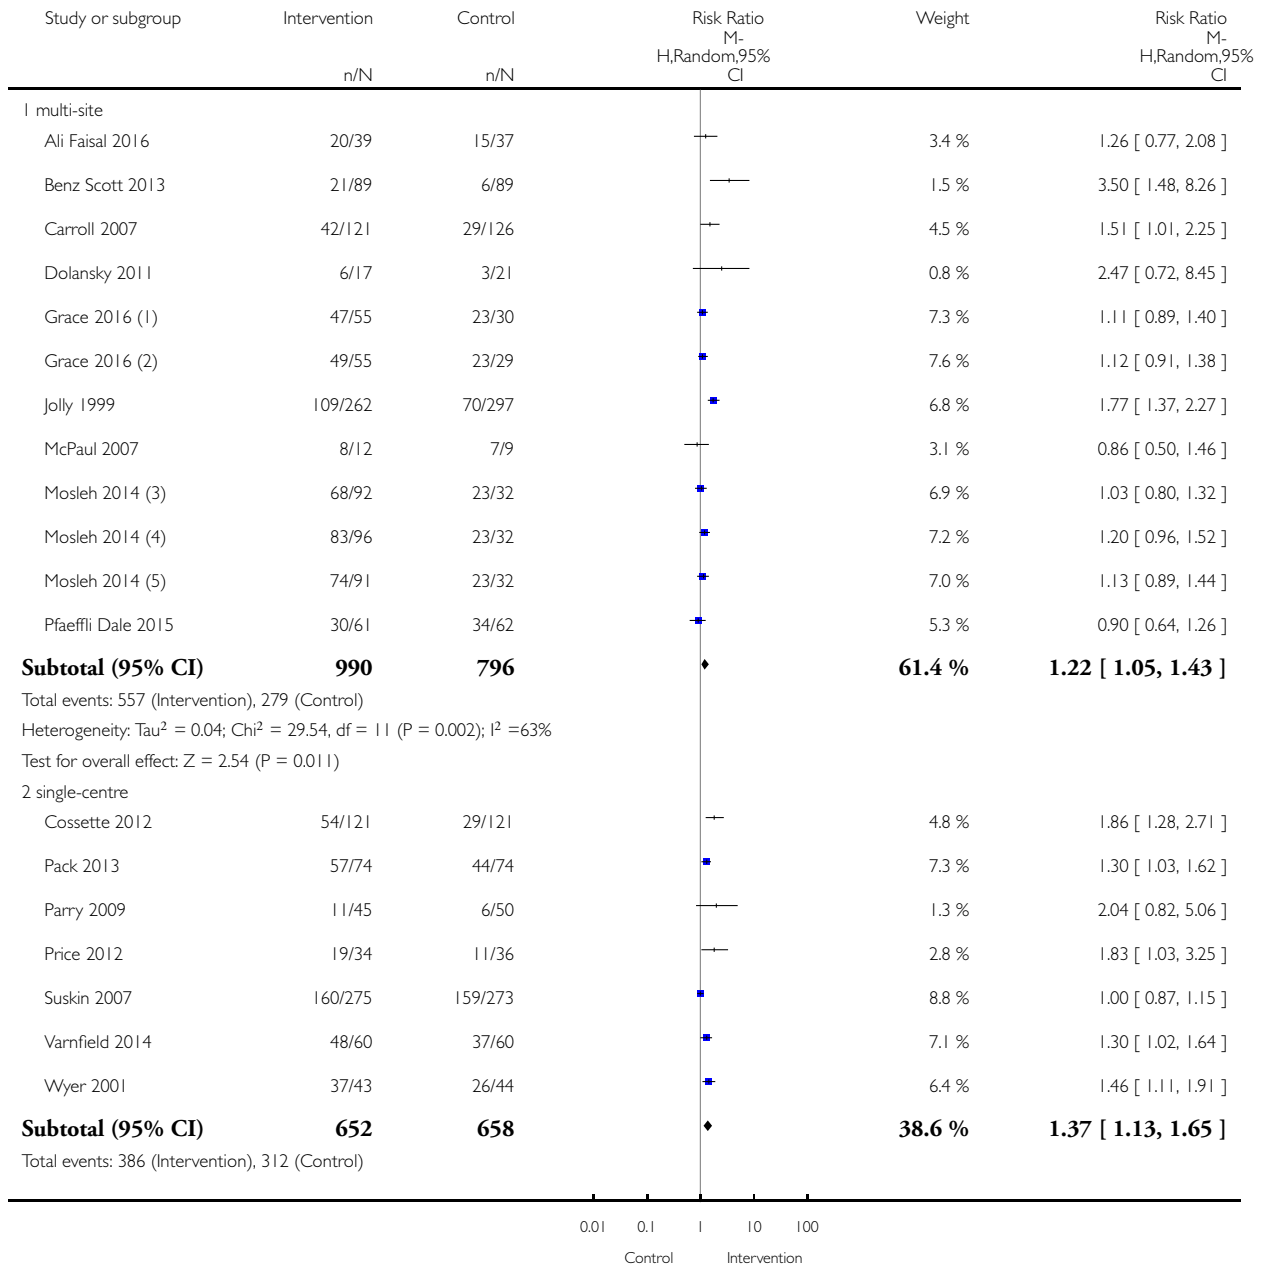 Study or subgroup Intervention Control Risk Ratio Weight Risk Ratio
M- M-
H,Random,95% H,Random,95%
n/N n/N CI CI
1 multi-site
Ali Faisal 2016 20/39 15/37 3.4 % 1.26 [ 0.77, 2.08 ]
Benz Scott 2013 21/89 6/89 1.5 % 3.50 [ 1.48, 8.26 ]
Carroll 2007 42/121 29/126 4.5 % 1.51 [ 1.01, 2.25 ]
Dolansky 2011 6/17 3/21 0.8 % 2.47 [ 0.72, 8.45 ]
Grace 2016 (1) 47/55 23/30 7.3 % 1.11 [ 0.89, 1.40 ]
Grace 2016 (2) 49/55 23/29 7.6 % 1.12 [ 0.91, 1.38 ]
Jolly 1999 109/262 70/297 6.8 % 1.77 [ 1.37, 2.27 ]
McPaul 2007 8/12 7/9 3.1 % 0.86 [ 0.50, 1.46 ]
Mosleh 2014 (3) 68/92 23/32 6.9 % 1.03 [ 0.80, 1.32 ]
Mosleh 2014 (4) 83/96 23/32 7.2 % 1.20 [ 0.96, 1.52 ]
Mosleh 2014 (5) 74/91 23/32 7.0 % 1.13 [ 0.89, 1.44 ]
Pfaeffli Dale 2015 30/61 34/62 5.3 % 0.90 [ 0.64, 1.26 ]
Subtotal (95% CI) 990 796 61.4 % 1.22 [ 1.05, 1.43 ]
Total events: 557 (Intervention), 279 (Control)
Heterogeneity: Tau² = 0.04; Chi² = 29.54, df = 11 (P = 0.002); I² =63%
Test for overall effect: Z = 2.54 (P = 0.011)
2 single-centre
Cossette 2012 54/121 29/121 4.8 % 1.86 [ 1.28, 2.71 ]
Pack 2013 57/74 44/74 7.3 % 1.30 [ 1.03, 1.62 ]
Parry 2009 11/45 6/50 1.3 % 2.04 [ 0.82, 5.06 ]
Price 2012 19/34 11/36 2.8 % 1.83 [ 1.03, 3.25 ]
Suskin 2007 160/275 159/273 8.8 % 1.00 [ 0.87, 1.15 ]
Varnfield 2014 48/60 37/60 7.1 % 1.30 [ 1.02, 1.64 ]
Wyer 2001 37/43 26/44 6.4 % 1.46 [ 1.11, 1.91 ]
Subtotal (95% CI) 652 658 38.6 % 1.37 [ 1.13, 1.65 ]
Total events: 386 (Intervention), 312 (Control)
0.01 0.1 1 10 100
Control Intervention